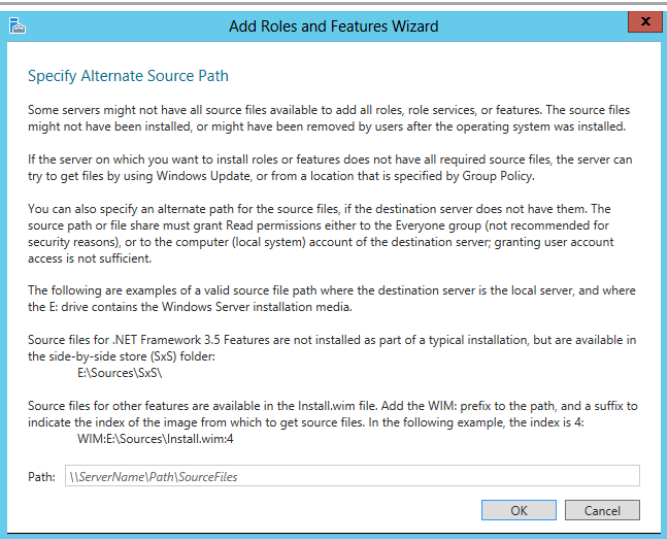 Add Roles and Features Wizard
x
Specify Alternate Source Path
Some servers might not have all source files available to add all roles, role services, or features. The source files
might not have been installed, or might have been removed by users after the operating system was installed.
If the server on which you want to install roles or features does not have all required source files, the server can
try to get files by using Windows Update, or from a location that is specified by Group Policy.
You can also specify an alternate path for the source files, if the destination server does not have them. The
source path or file share must grant Read permissions either to the Everyone group (not recommended for
security reasons), or to the computer (local system) account of the destination server; granting user account
access is not sufficient.
The following are examples of a valid source file path where the destination server is the local server, and where
the E: drive contains the Windows Server installation media.
Source files for .NET Framework 3.5 Features are not installed as part of a typical installation, but are available in
the side-by-side store (SxS) folder:
E:\Sources\SxS\
Source files for other features are available in the Install.wim file. Add the WIM: prefix to the path, and a suffix to
indicate the index of the image from which to get source files. In the following example, the index is 4:
WIM:E:\Sources\Install.wim:4
Path: \\ServerName\Path\SourceFiles
OK Cancel